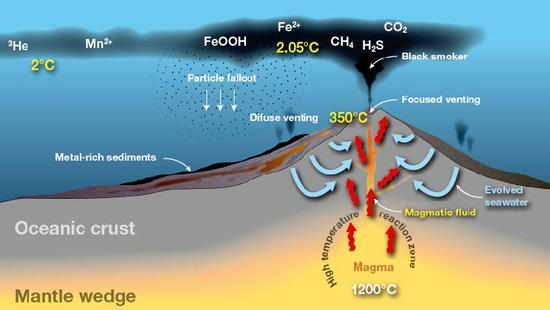 CO₂
Fe²⁺
³He
Mn²⁺
FeOOH
2.05°C
CH₄
H₂S
Black smoker
2°C
Particle fallout
Focused venting
Difuse venting
350°C
Metal-rich sediments
Evolved
seawater
Magmatic fluid
Oceanic crust
High temperature reaction zone
Magma
1200°C
Mantle wedge